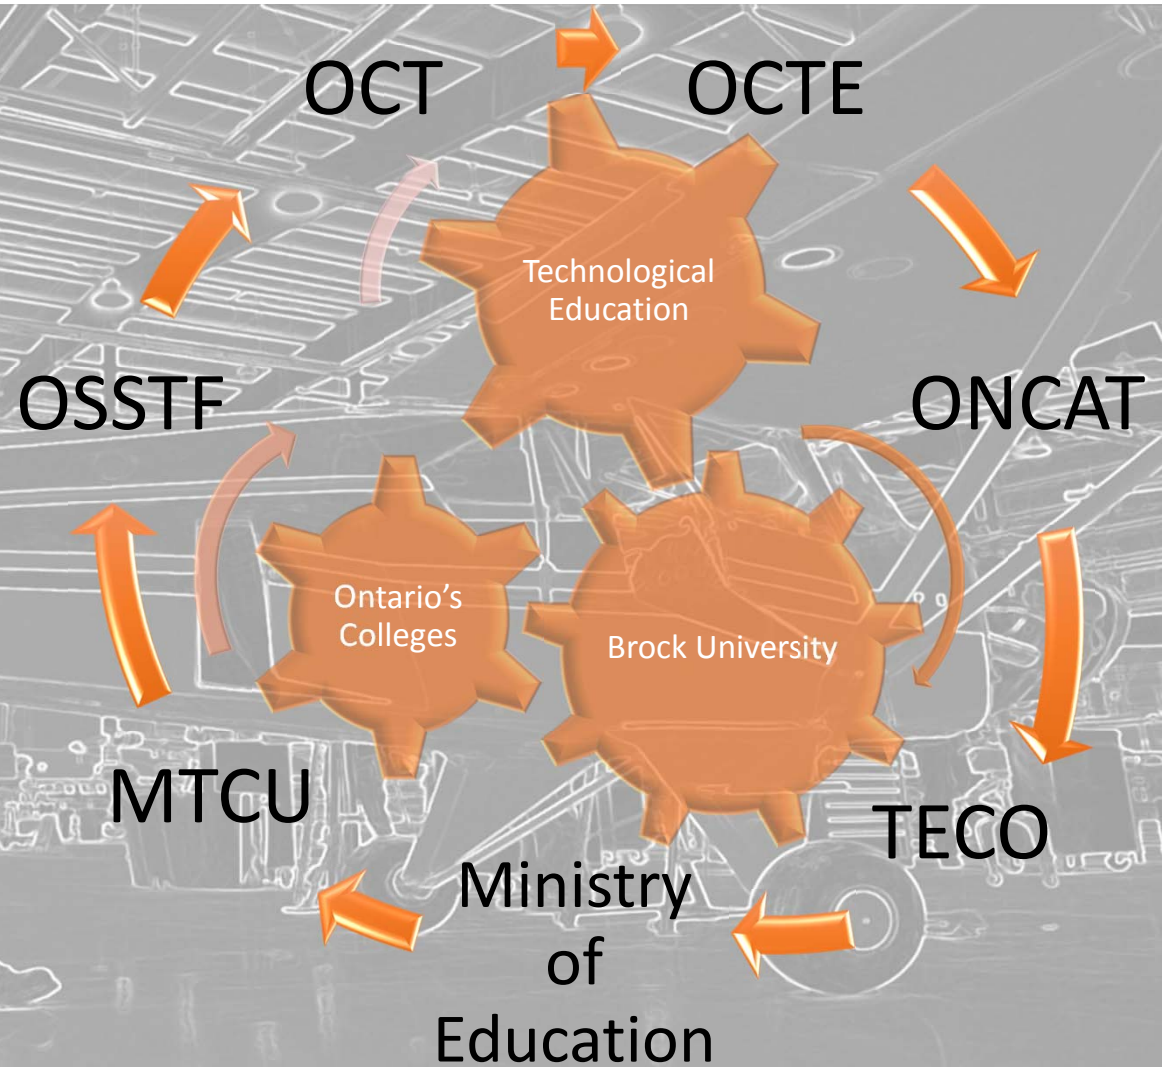 OCT
OCTE
Technological
Education
OSSTF
ONCAT
Ontario's
Colleges
Brock University
MTCU
TECO
Ministry
of
Education